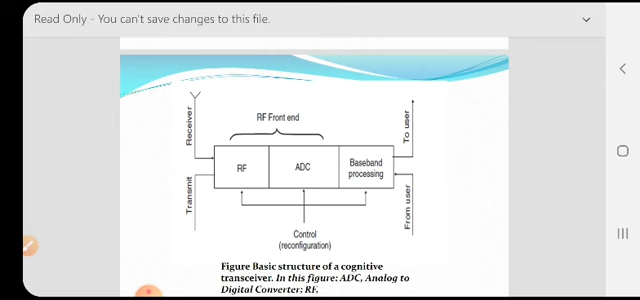 Read Only - You can't save changes to this file.
RF Front end
Receiver
To user
RF
ADC
Baseband
processing
Transmit
From user
Control
(reconfiguration)
Figure Basic structure of a cognitive
transceiver. In this figure: ADC, Analog to
Digital Converter; RF,